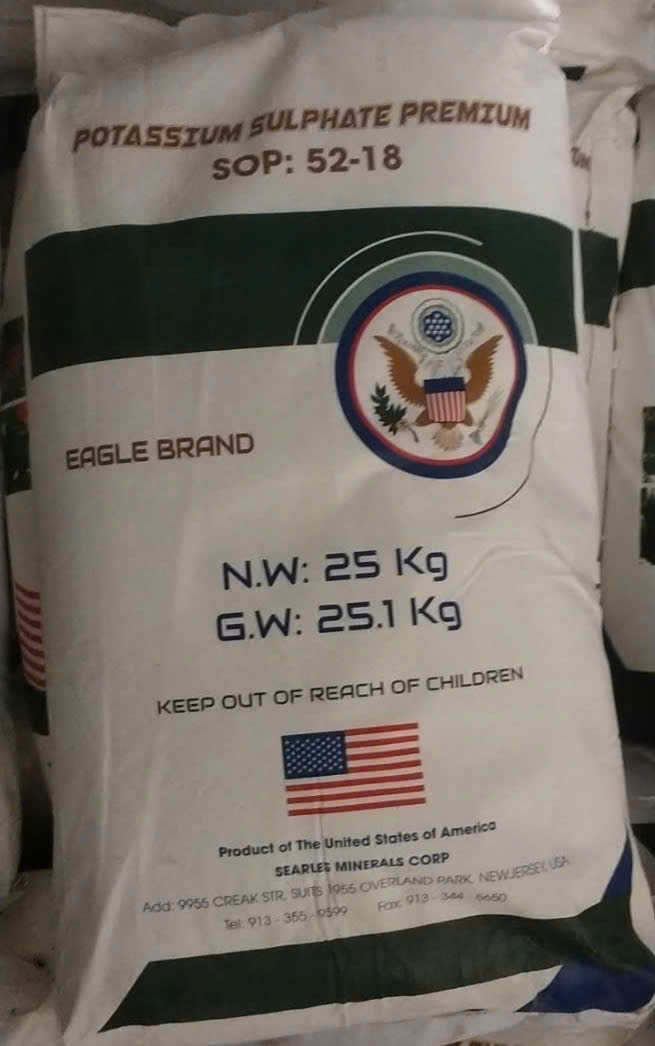 POTASSIUM SULPHATE PREMIUM
SOP: 52-18
EAGLE BRAND
N.W: 25 Kg
G.W: 25.1 Kg
KEEP OUT OF REACH OF CHILDREN
Product of The United States of America
SEARLES MINERALS CORP
Add: 9955 CREAK STR, SUITS 1955 OVERLAND PARK, NEWJERSEY, USA
Tel: 913 - 355 - 9599 Fax: 913 - 344 - 6650